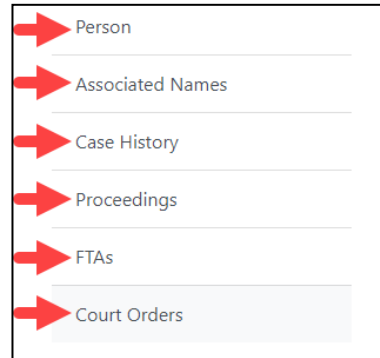 Person
Associated Names
Case History
Proceedings
FTAs
Court Orders